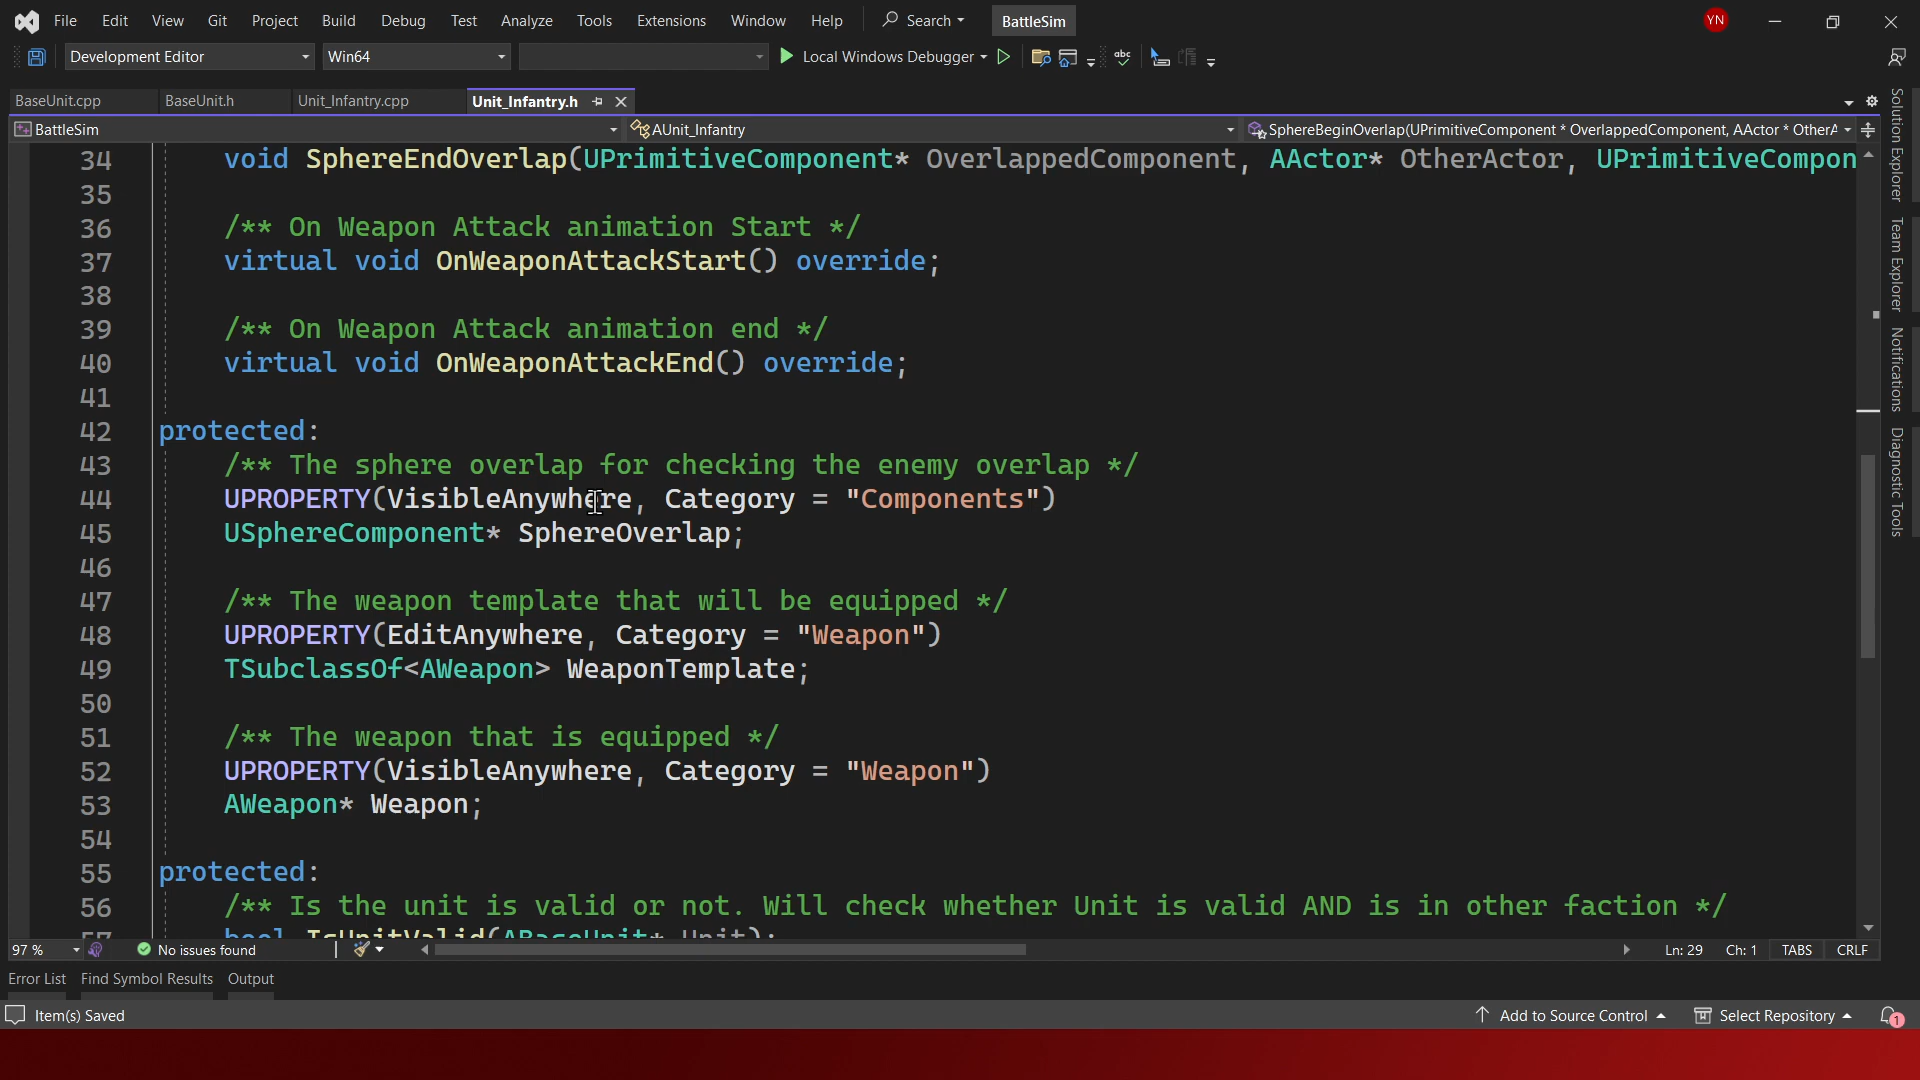 File Edit View Git Project Build Debug Test Analyze Tools Extensions Window Help Search BattleSim YN
Development Editor Win64 Local Windows Debugger
BaseUnit.cpp BaseUnit.h Unit_Infantry.cpp Unit_Infantry.h
BattleSim AUnit_Infantry SphereBeginOverlap(UPrimitiveComponent * OverlappedComponent, AActor * OtherA
34 void SphereEndOverlap(UPrimitiveComponent* OverlappedComponent, AActor* OtherActor, UPrimitiveCompon
35
36 /** On Weapon Attack animation Start */
37 virtual void OnWeaponAttackStart() override;
38
39 /** On Weapon Attack animation end */
40 virtual void OnWeaponAttackEnd() override;
41
42 protected:
43 /** The sphere overlap for checking the enemy overlap */
44 UPROPERTY(VisibleAnywhere, Category = "Components")
45 USphereComponent* SphereOverlap;
46
47 /** The weapon template that will be equipped */
48 UPROPERTY(EditAnywhere, Category = "Weapon")
49 TSubclassOf<AWeapon> WeaponTemplate;
50
51 /** The weapon that is equipped */
52 UPROPERTY(VisibleAnywhere, Category = "Weapon")
53 AWeapon* Weapon;
54
55 protected:
56 /** Is the unit is valid or not. Will check whether Unit is valid AND is in other faction */
57 bool IsUnitValid(ABaseUnit* Unit);
Solution Explorer
Team Explorer
Notifications
Diagnostic Tools
97 % No issues found Ln: 29 Ch: 1 TABS CRLF
Error List Find Symbol Results Output
Item(s) Saved Add to Source Control Select Repository 1